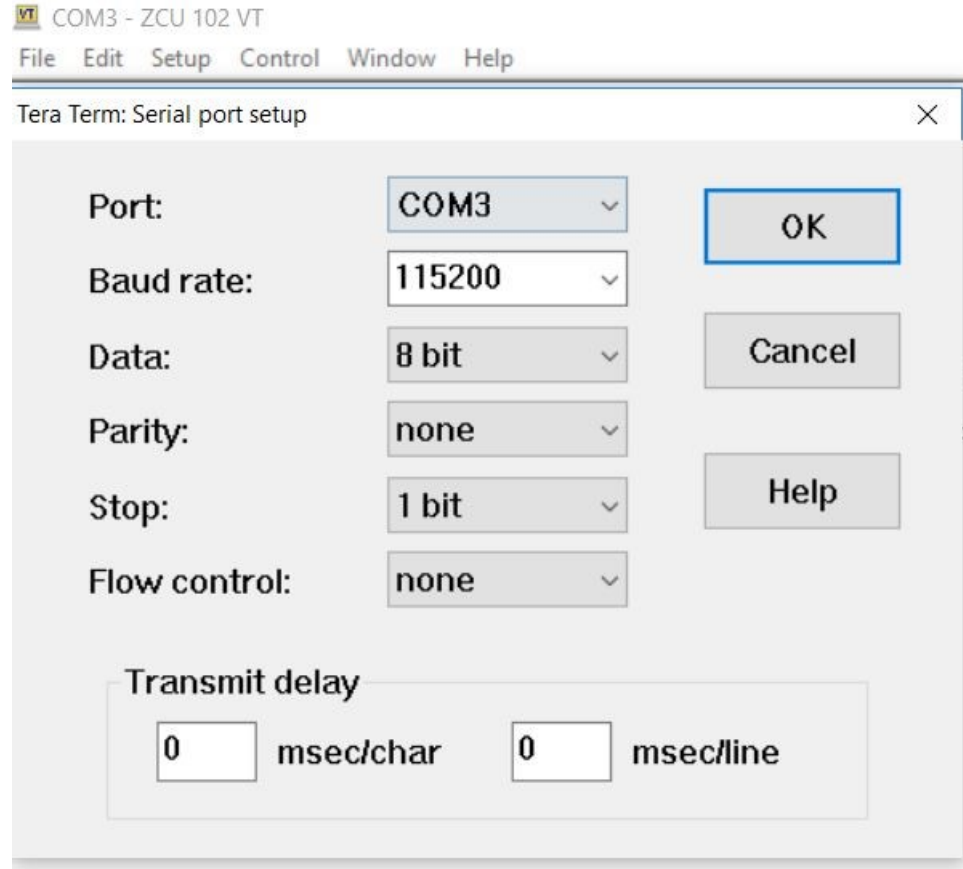 COM3 - ZCU 102 VT
File Edit Setup Control Window Help
Tera Term: Serial port setup
Port: COM3
OK
Baud rate: 115200
Data: 8 bit
Cancel
Parity: none
Stop: 1 bit
Help
Flow control: none
Transmit delay
0 msec/char 0 msec/line